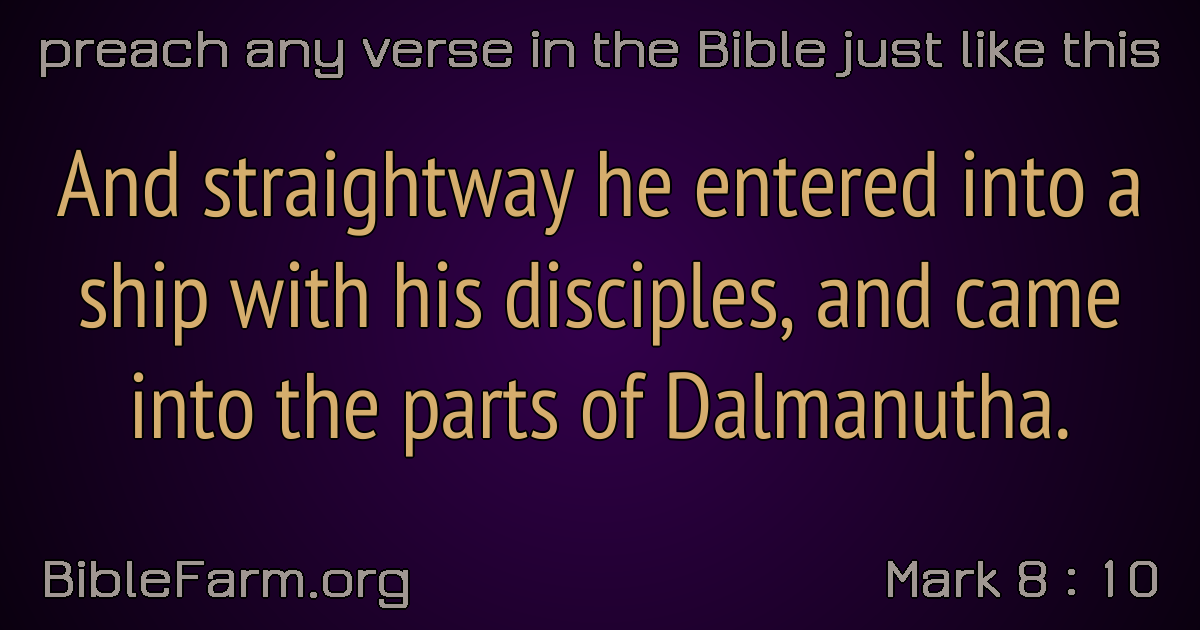 preach any verse in the Bible just like this
And straightway he entered into a
ship with his disciples, and came
into the parts of Dalmanutha.
BibleFarm.org
Mark 8 : 10